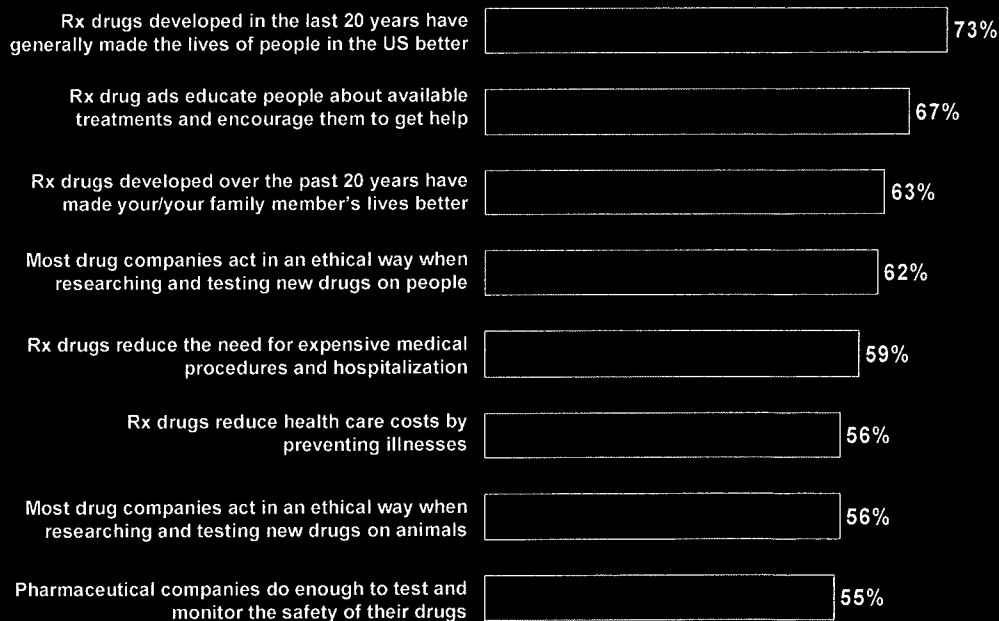 Rx drugs developed in the last 20 years have
generally made the lives of people in the US better
73%
Rx drug ads educate people about available
treatments and encourage them to get help
67%
Rx drugs developed over the past 20 years have
made your/your family member's lives better
63%
Most drug companies act in an ethical way when
researching and testing new drugs on people
62%
Rx drugs reduce the need for expensive medical
procedures and hospitalization
59%
Rx drugs reduce health care costs by
preventing illnesses
56%
Most drug companies act in an ethical way when
researching and testing new drugs on animals
56%
Pharmaceutical companies do enough to test and
monitor the safety of their drugs
55%